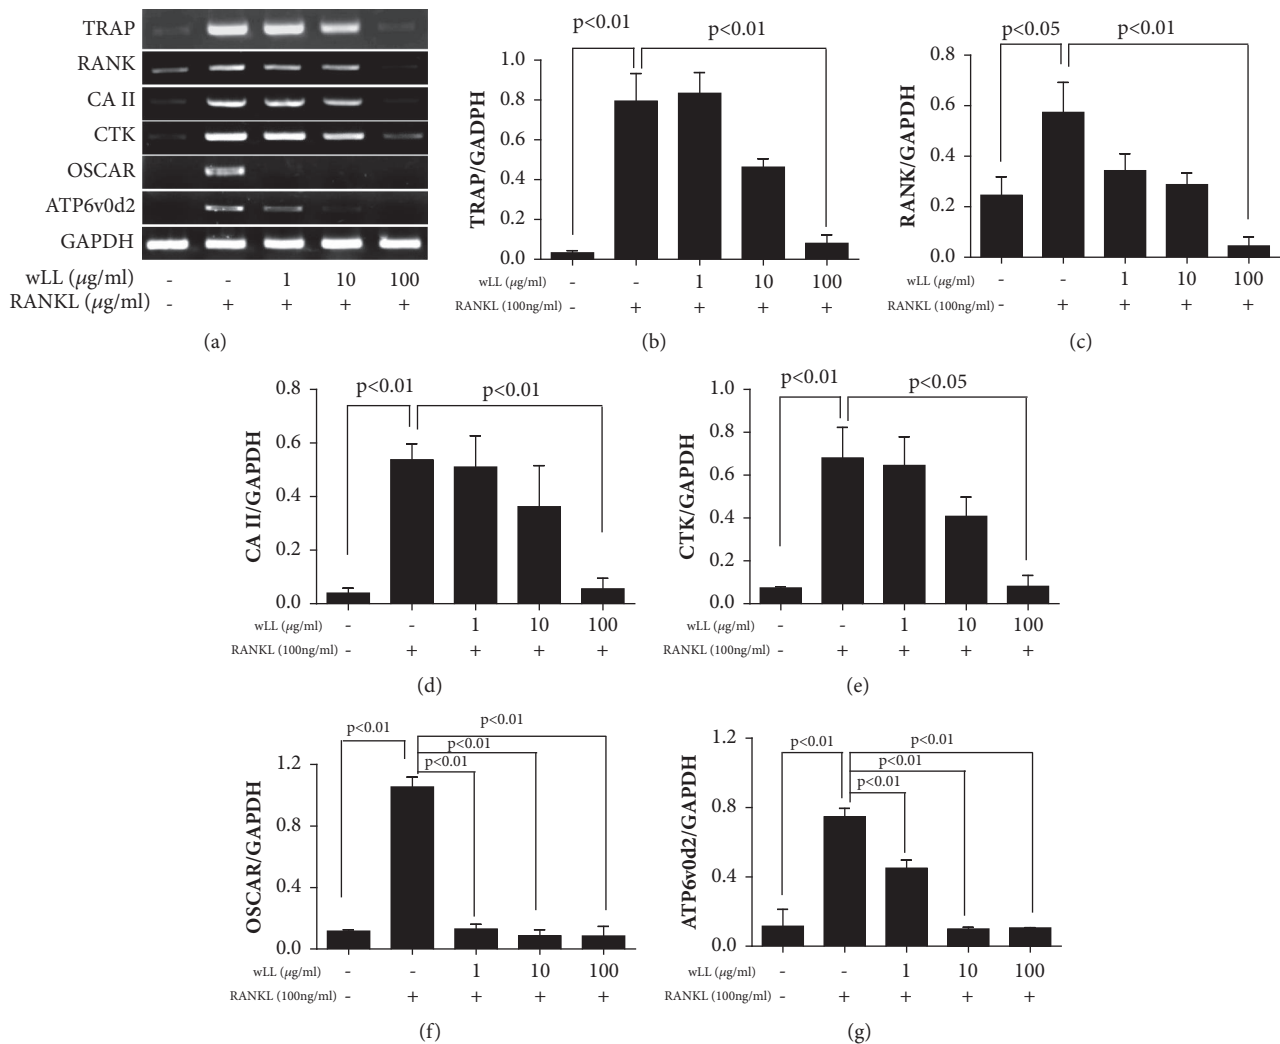 TRAP
RANK
CA II
CTK
OSCAR
ATP6v0d2
GAPDH
wLL (μg/ml) - - 1 10 100
RANKL (μg/ml) - + + + +
(a)
p<0.01
p<0.01
TRAP/GADPH
1.0
0.8
0.6
0.4
0.2
0.0
wLL (μg/ml) - - 1 10 100
RANKL (100ng/ml) - + + + +
(b)
p<0.05
p<0.01
RANK/GAPDH
0.8
0.6
0.4
0.2
0.0
wLL (μg/ml) - - 1 10 100
RANKL (100ng/ml) - + + + +
(c)
p<0.01
p<0.01
CA II/GAPDH
0.8
0.6
0.4
0.2
0.0
wLL (μg/ml) - - 1 10 100
RANKL (100ng/ml) - + + + +
(d)
p<0.01
p<0.05
CTK/GAPDH
1.0
0.8
0.6
0.4
0.2
0.0
wLL (μg/ml) - - 1 10 100
RANKL (100ng/ml) - + + + +
(e)
p<0.01
p<0.01
p<0.01
p<0.01
OSCAR/GAPDH
1.2
0.8
0.4
0.0
wLL (μg/ml) - - 1 10 100
RANKL (100ng/ml) - + + + +
(f)
p<0.01
p<0.01
p<0.01
p<0.01
ATP6v0d2/GAPDH
1.2
0.8
0.4
0.0
wLL (μg/ml) - - 1 10 100
RANKL (100ng/ml) - + + + +
(g)